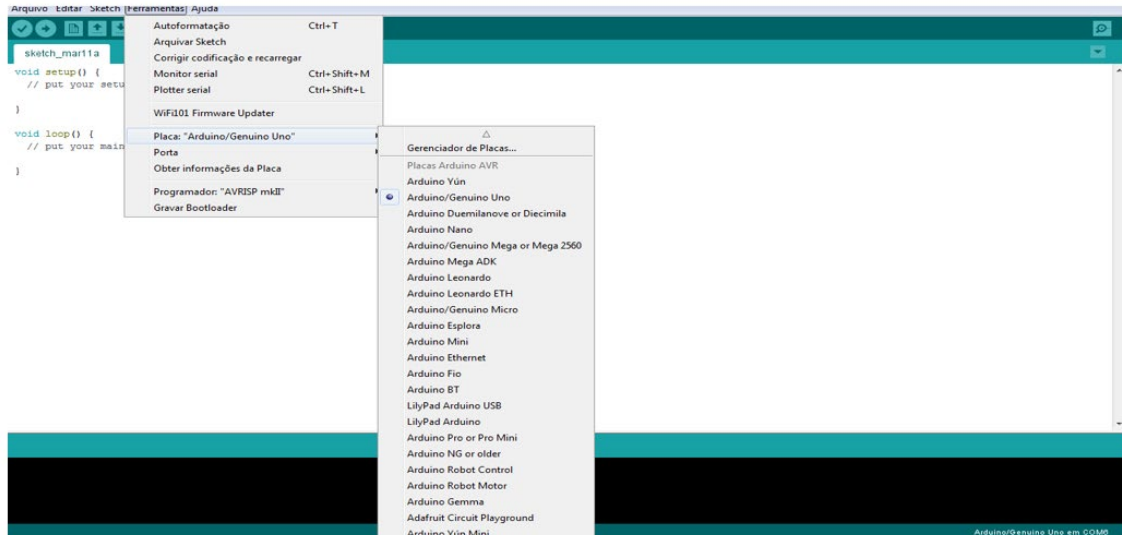 Arquivo Editar Sketch Ferramentas Ajuda
sketch_mar11a
void setup() {
// put your setu
}
void loop() {
// put your main
}
Autoformatação Ctrl+T
Arquivar Sketch
Corrigir codificação e recarregar
Monitor serial Ctrl+Shift+M
Plotter serial Ctrl+Shift+L
WiFi101 Firmware Updater
Placa: "Arduino/Genuino Uno"
Porta
Obter informações da Placa
Programador: "AVRISP mkII"
Gravar Bootloader
Gerenciador de Placas...
Placas Arduino AVR
Arduino Yún
Arduino/Genuino Uno
Arduino Duemilanove or Diecimila
Arduino Nano
Arduino/Genuino Mega or Mega 2560
Arduino Mega ADK
Arduino Leonardo
Arduino Leonardo ETH
Arduino/Genuino Micro
Arduino Esplora
Arduino Mini
Arduino Ethernet
Arduino Fio
Arduino BT
LilyPad Arduino USB
LilyPad Arduino
Arduino Pro or Pro Mini
Arduino NG or older
Arduino Robot Control
Arduino Robot Motor
Arduino Gemma
Adafruit Circuit Playground
Arduino Yún Mini
Arduino/Genuino Uno em COM6